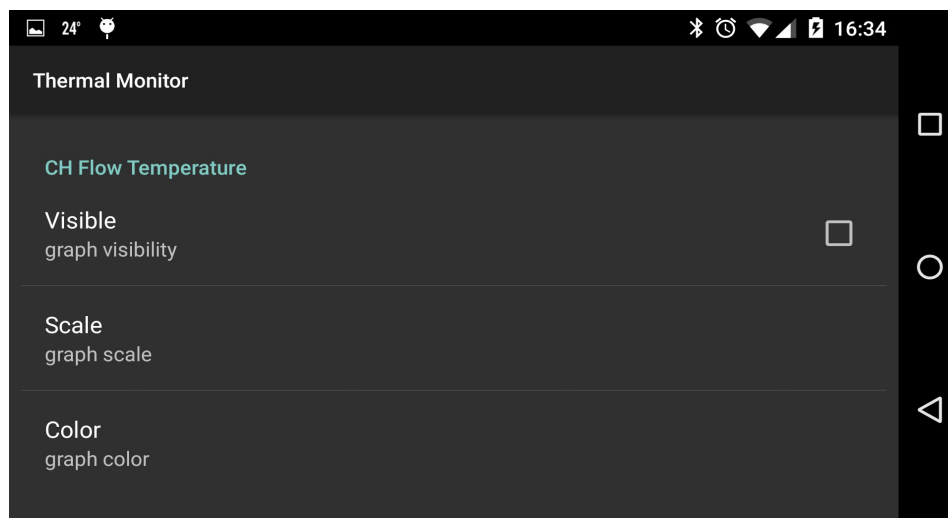 24°
16:34
Thermal Monitor
CH Flow Temperature
Visible
graph visibility
Scale
graph scale
Color
graph color